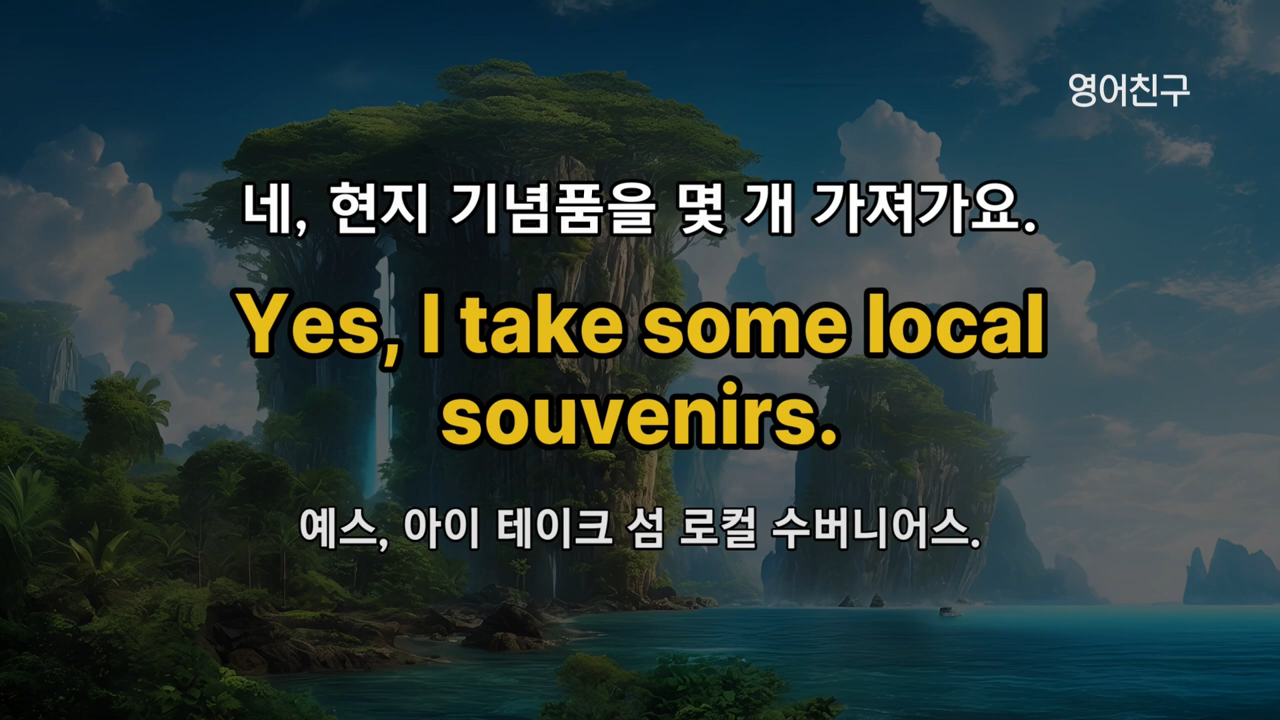 영어친구
네, 현지 기념품을 몇 개 가져가요.
Yes, I take some local
souvenirs.
예스, 아이 테이크 섬 로컬 수버니어스.